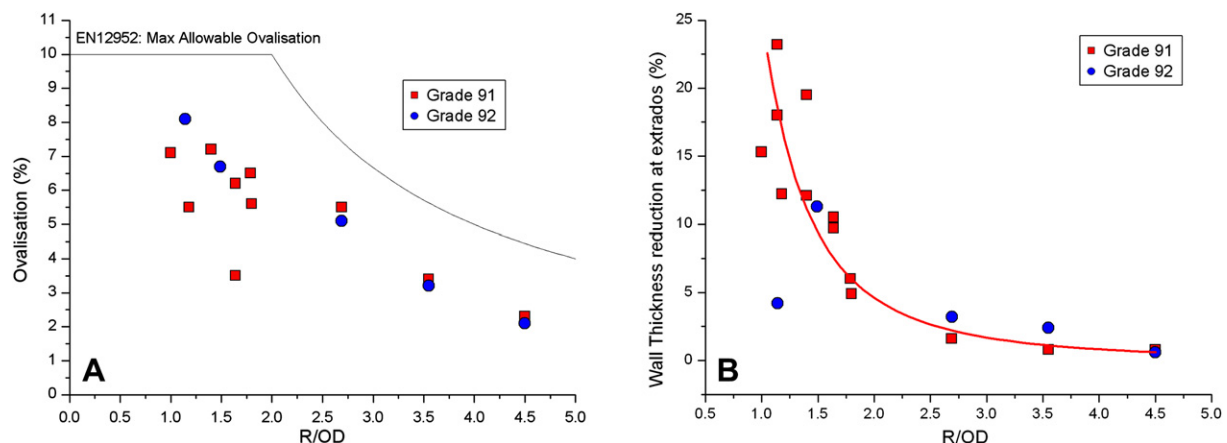 EN12952: Max Allowable Ovalisation
Grade 91
Grade 92
Ovalisation (%)
11
10
9
8
7
6
5
4
3
2
1
0
0.0 0.5 1.0 1.5 2.0 2.5 3.0 3.5 4.0 4.5 5.0
R/OD
A
Grade 91
Grade 92
Wall Thickness reduction at extrados (%)
25
20
15
10
5
0
0.5 1.0 1.5 2.0 2.5 3.0 3.5 4.0 4.5 5.0
R/OD
B